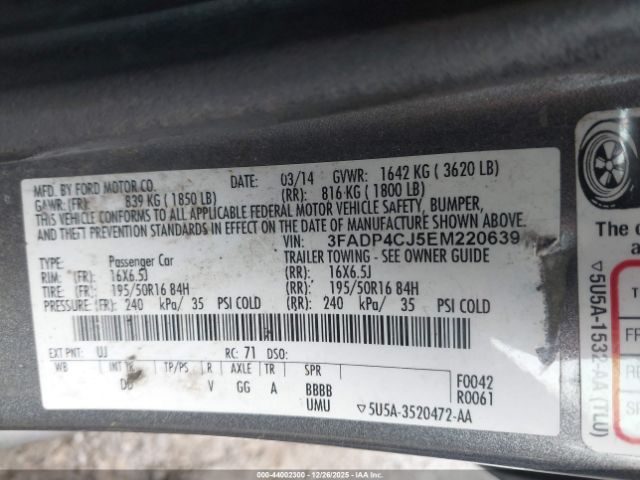 MFD. BY FORD MOTOR CO. DATE: 03/14 GVWR: 1642 KG ( 3620 LB)
GAWR: (FR): 839 KG ( 1850 LB) (RR): 816 KG ( 1800 LB)
THIS VEHICLE CONFORMS TO ALL APPLICABLE FEDERAL MOTOR VEHICLE SAFETY, BUMPER,
AND THEFT PREVENTION STANDARDS IN EFFECT ON THE DATE OF MANUFACTURE SHOWN ABOVE.
VIN: 3FADP4CJ5EM220639
TYPE: Passenger Car TRAILER TOWING - SEE OWNER GUIDE
RIM: (FR): 16X6.5J (RR): 16X6.5J
TIRE: (FR): 195/50R16 84H (RR): 195/50R16 84H
PRESSURE (FR): 240 kPa/ 35 PSI COLD (RR): 240 kPa/ 35 PSI COLD
EXT PNT: UJ RC: 71 DSO:
WB INT TR TP/PS R AXLE TR SPR
V GG A BBBB F0042
UMU R0061
▽5U5A-3520472-AA
The
a
T
FR
SP
▽5U5A-1532-AA (TLU)
000-44002300 | 12/26/2025 | IAAI.COM